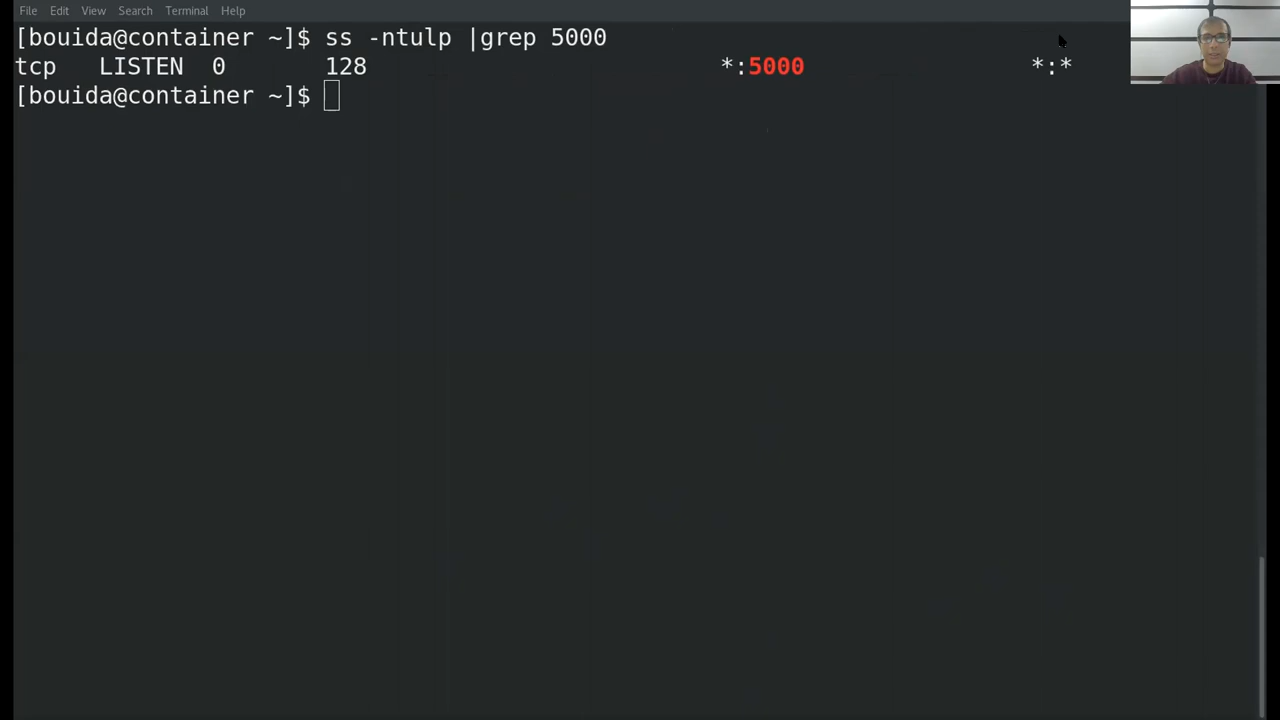 File Edit View Search Terminal Help
[bouida@container ~]$ ss -ntulp |grep 5000
tcp LISTEN 0 128 *:5000 *:*
[bouida@container ~]$